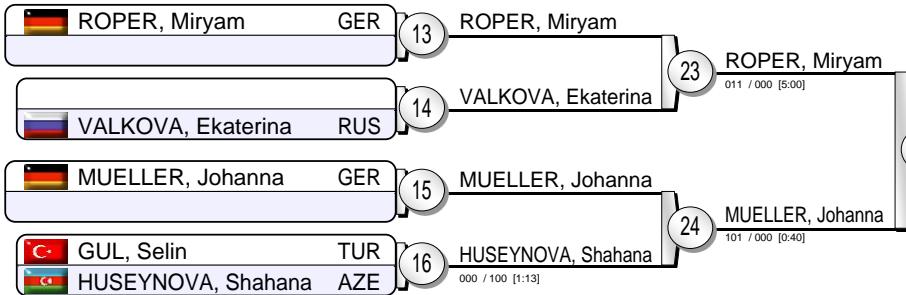 ROPER, Miryam GER
13
ROPER, Miryam
VALKOVA, Ekaterina RUS
14
VALKOVA, Ekaterina
23
ROPER, Miryam
011 / 000 [5:00]
MUELLER, Johanna GER
15
MUELLER, Johanna
GUL, Selin TUR
HUSEYNOVA, Shahana AZE
16
HUSEYNOVA, Shahana
000 / 100 [1:13]
24
MUELLER, Johanna
101 / 000 [0:40]